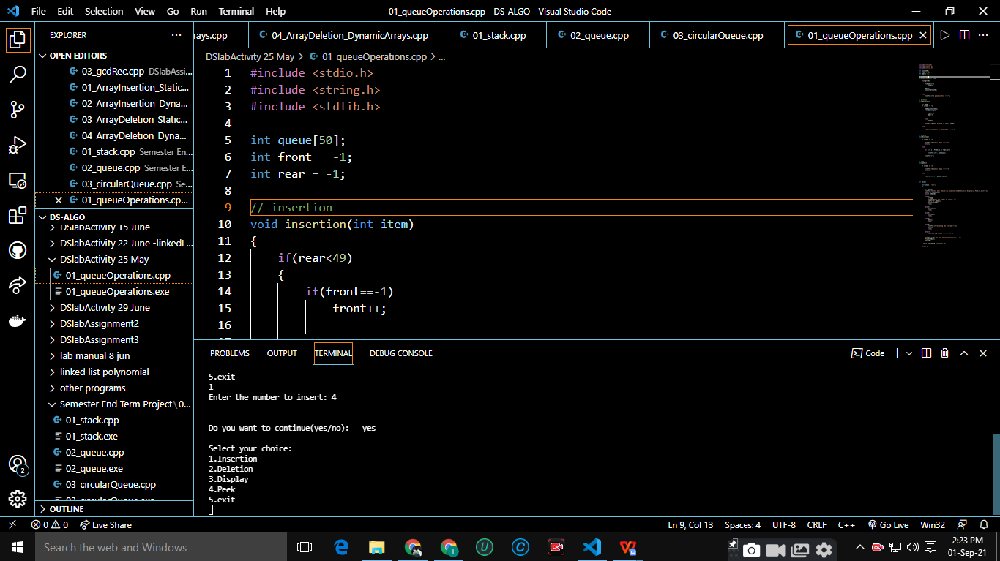 File Edit Selection View Go Run Terminal Help
01_queueOperations.cpp - DS-ALGO - Visual Studio Code
EXPLORER
OPEN EDITORS
03_gcdRec.cpp DSlabAssi...
01_ArrayInsertion_Static...
02_ArrayInsertion_Dyna...
03_ArrayDeletion_Static...
04_ArrayDeletion_Dyna...
01_stack.cpp Semester En...
02_queue.cpp Semester E...
03_circularQueue.cpp Se...
01_queueOperations.cp...
DS-ALGO
DSlabActivity 15 June
DSlabActivity 22 June -linkedL...
DSlabActivity 25 May
01_queueOperations.cpp
01_queueOperations.exe
DSlabActivity 29 June
DSlabAssignment2
DSlabAssignment3
lab manual 8 jun
linked list polynomial
other programs
Semester End Term Project\0...
01_stack.cpp
01_stack.exe
02_queue.cpp
02_queue.exe
03_circularQueue.cpp
03_circularQueue.exe
OUTLINE
rays.cpp
04_ArrayDeletion_DynamicArrays.cpp
01_stack.cpp
02_queue.cpp
03_circularQueue.cpp
01_queueOperations.cpp
DSlabActivity 25 May > 01_queueOperations.cpp > ...
1 #include <stdio.h>
2 #include <string.h>
3 #include <stdlib.h>
4
5 int queue[50];
6 int front = -1;
7 int rear = -1;
8
9 // insertion
10 void insertion(int item)
11 {
12 if(rear<49)
13 {
14 if(front==-1)
15 front++;
16
PROBLEMS OUTPUT TERMINAL DEBUG CONSOLE
Code
5.exit
1
Enter the number to insert: 4
Do you want to continue(yes/no): yes
Select your choice:
1.Insertion
2.Deletion
3.Display
4.Peek
5.exit
2
0 0 Live Share
Ln 9, Col 13 Spaces: 4 UTF-8 CRLF C++ Go Live Win32
Search the web and Windows
2:23 PM
01-Sep-21